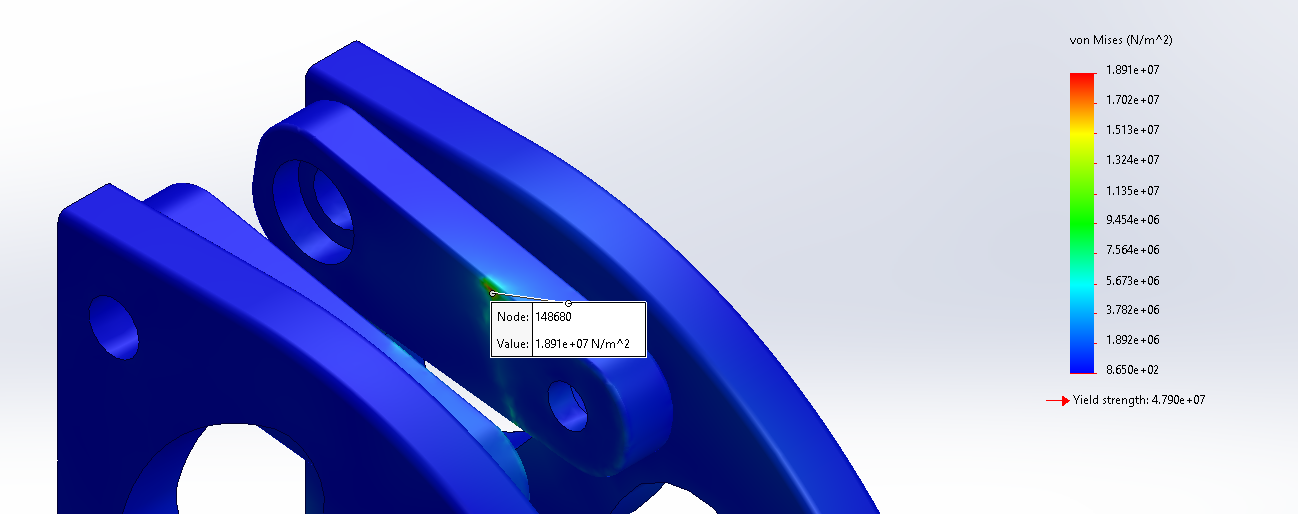 von Mises (N/m^2)
1.891e+07
1.702e+07
1.513e+07
1.324e+07
1.135e+07
9.454e+06
7.564e+06
5.673e+06
3.782e+06
1.892e+06
8.650e+02
Yield strength: 4.790e+07
Node: 148680
Value: 1.891e+07 N/m^2